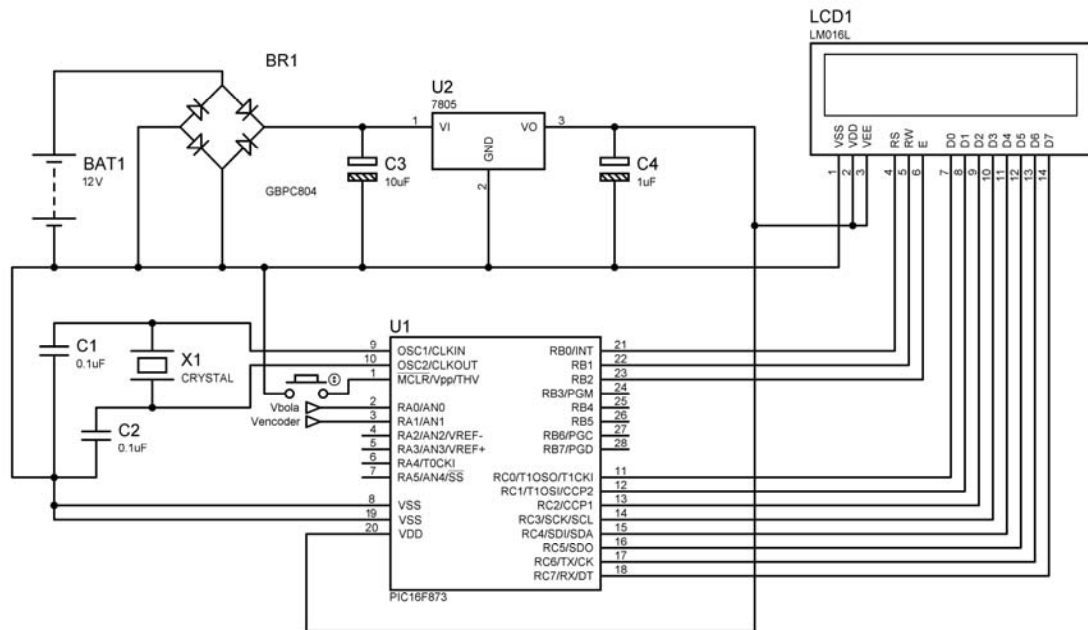 LCD1
LM016L
BR1
U2
7805
1
VI
VO
3
GND
2
BAT1
12V
GBPC804
C3
10uF
C4
1uF
VSS
VDD
VEE
RS
RW
E
D0
D1
D2
D3
D4
D5
D6
D7
1
2
3
4
5
6
7
8
9
10
11
12
13
14
U1
C1
0.1uF
X1
CRYSTAL
C2
0.1uF
Vbola
Vencoder
9 OSC1/CLKIN
10 OSC2/CLKOUT
1 MCLR/Vpp/THV
2 RA0/AN0
3 RA1/AN1
4 RA2/AN2/VREF-
5 RA3/AN3/VREF+
6 RA4/T0CKI
7 RA5/AN4/SS
8 VSS
19 VSS
20 VDD
RB0/INT 21
RB1 22
RB2 23
RB3/PGM 24
RB4 25
RB5 26
RB6/PGC 27
RB7/PGD 28
RC0/T1OSO/T1CKI 11
RC1/T1OSI/CCP2 12
RC2/CCP1 13
RC3/SCK/SCL 14
RC4/SDI/SDA 15
RC5/SDO 16
RC6/TX/CK 17
RC7/RX/DT 18
PIC16F873